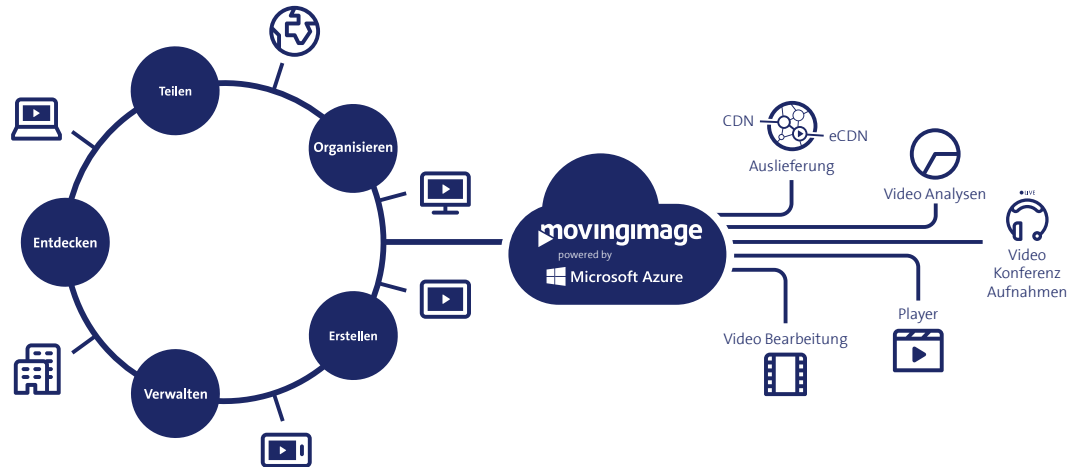 Teilen
Organisieren
Entdecken
Erstellen
Verwalten
movingimage
powered by
Microsoft Azure
CDN
eCDN
Auslieferung
Video Analysen
LIVE
Video
Konferenz
Aufnahmen
Player
Video Bearbeitung